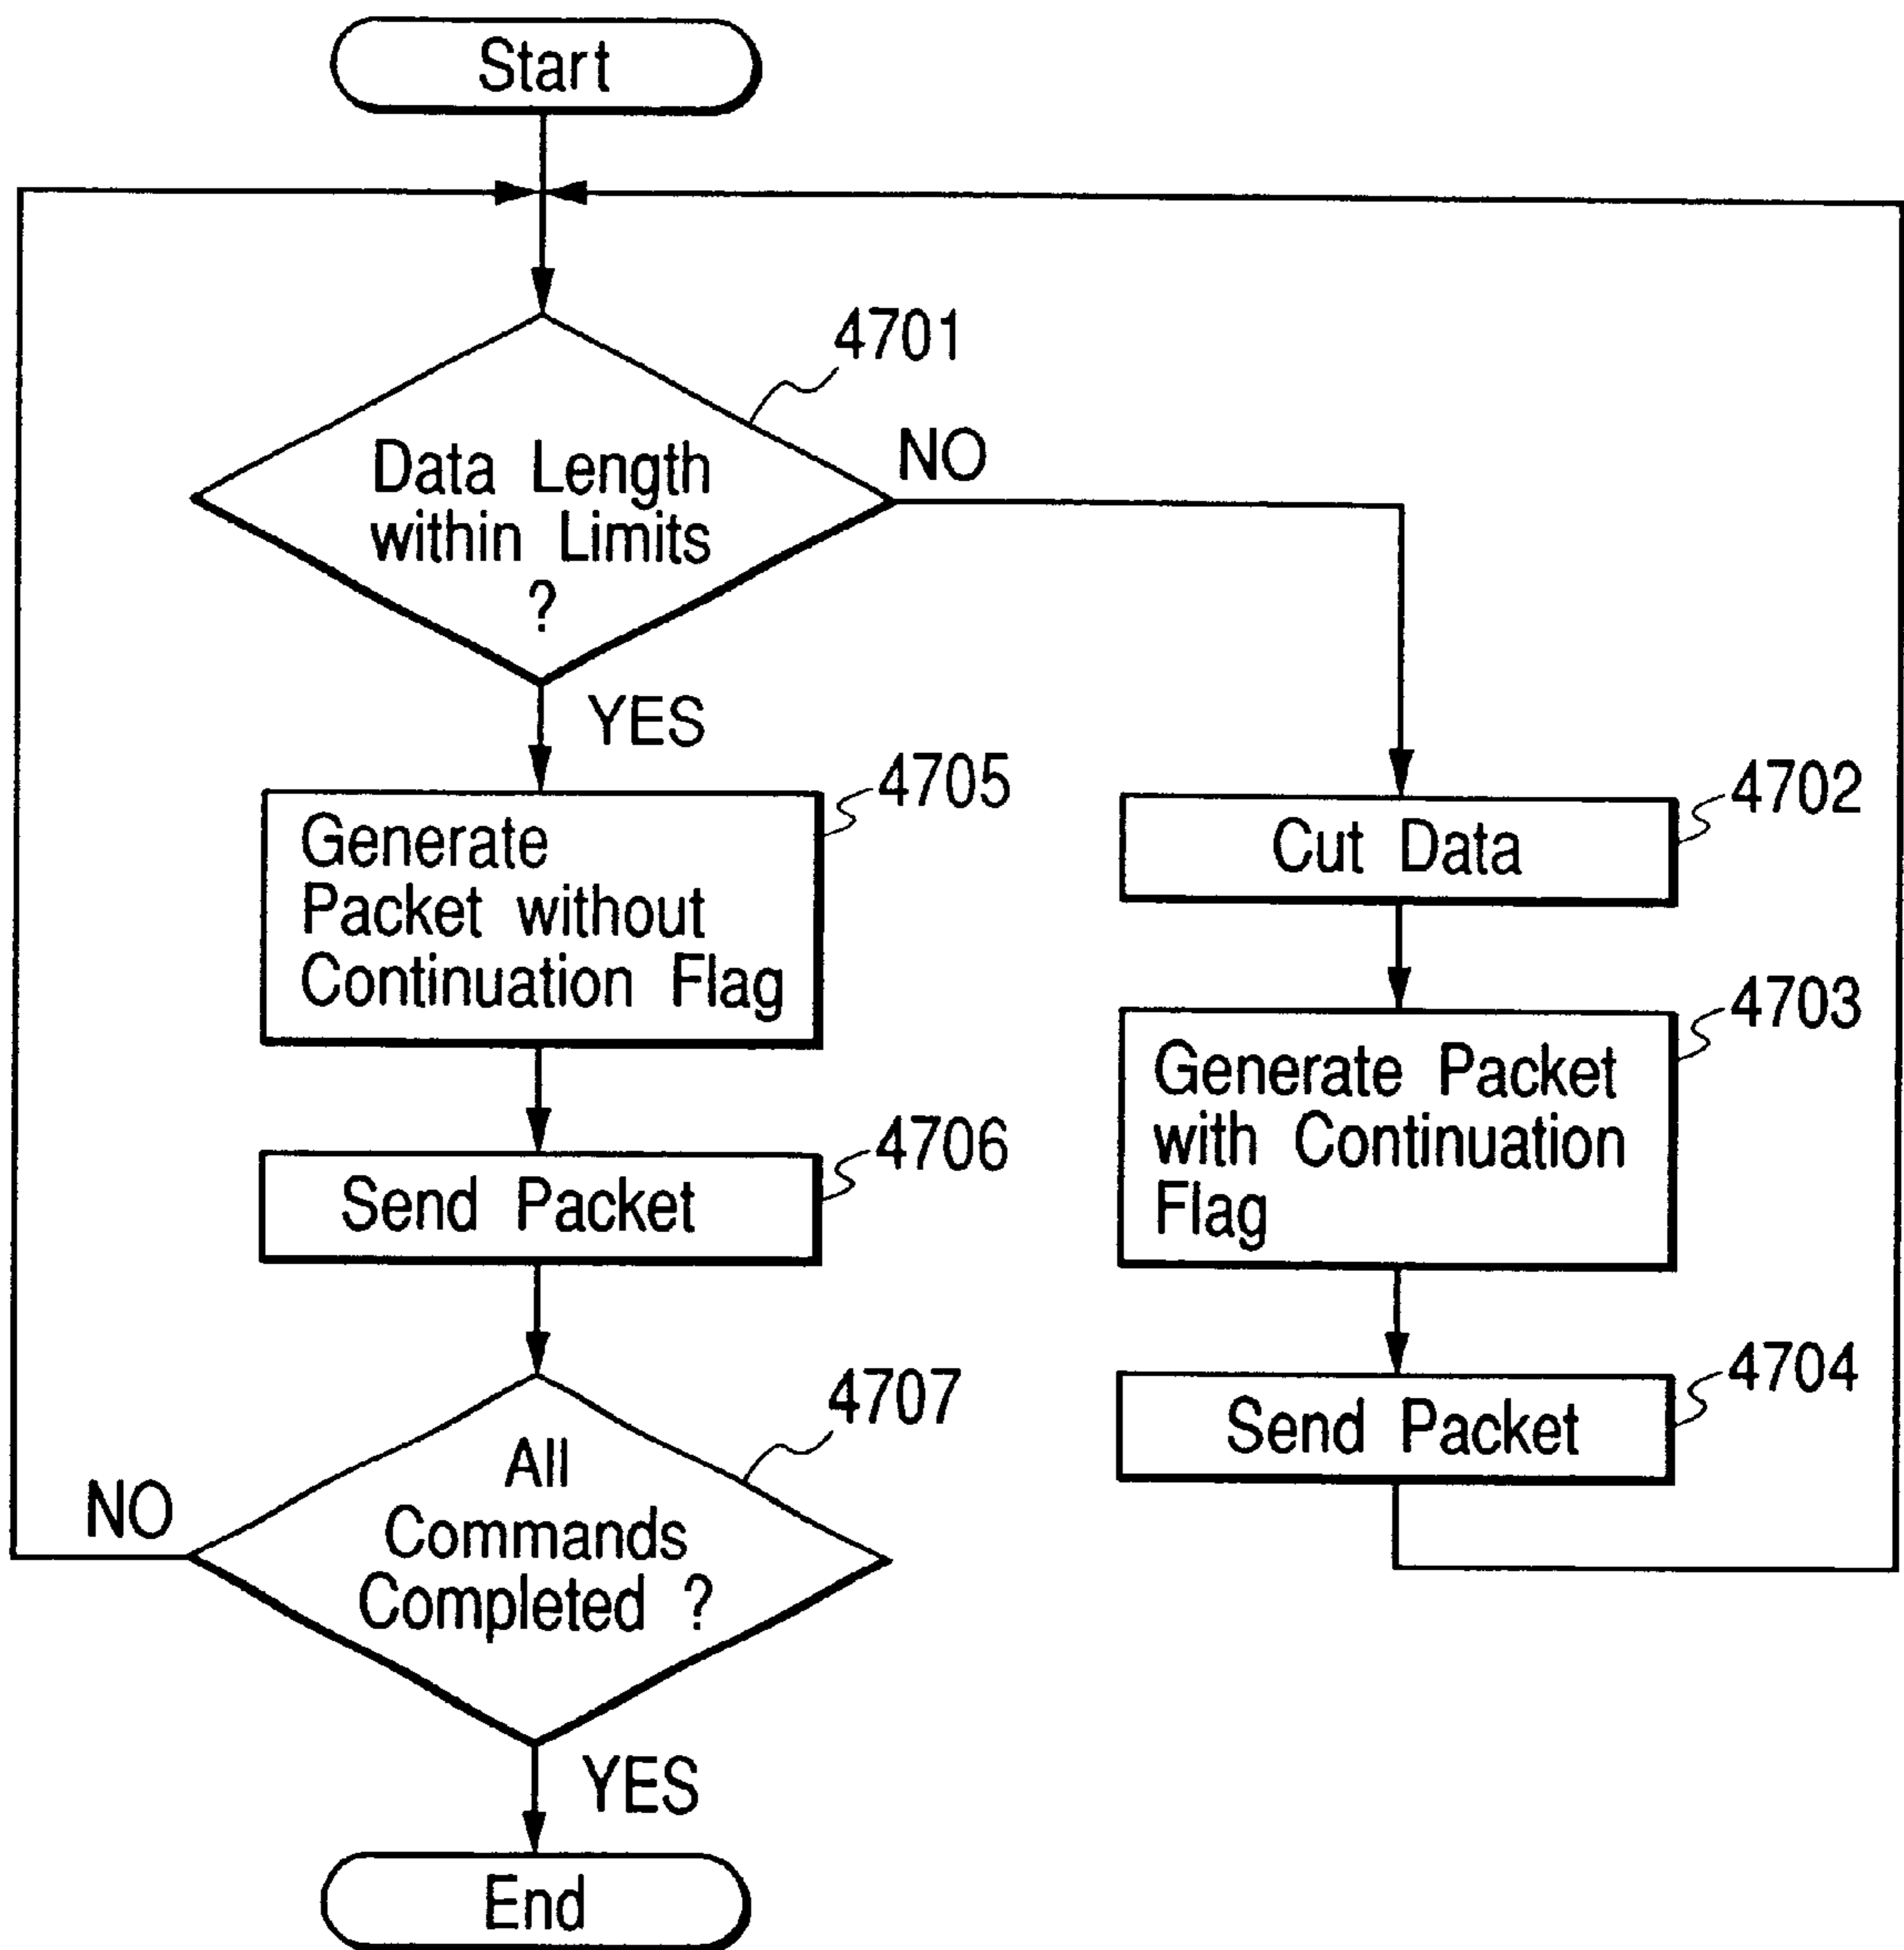 Start
4701
Data Length
within Limits
?
NO
YES
4705
Generate
Packet without
Continuation Flag
4702
Cut Data
4703
Generate Packet
with Continuation
Flag
4706
Send Packet
4704
Send Packet
4707
All
Commands
Completed ?
NO
YES
End